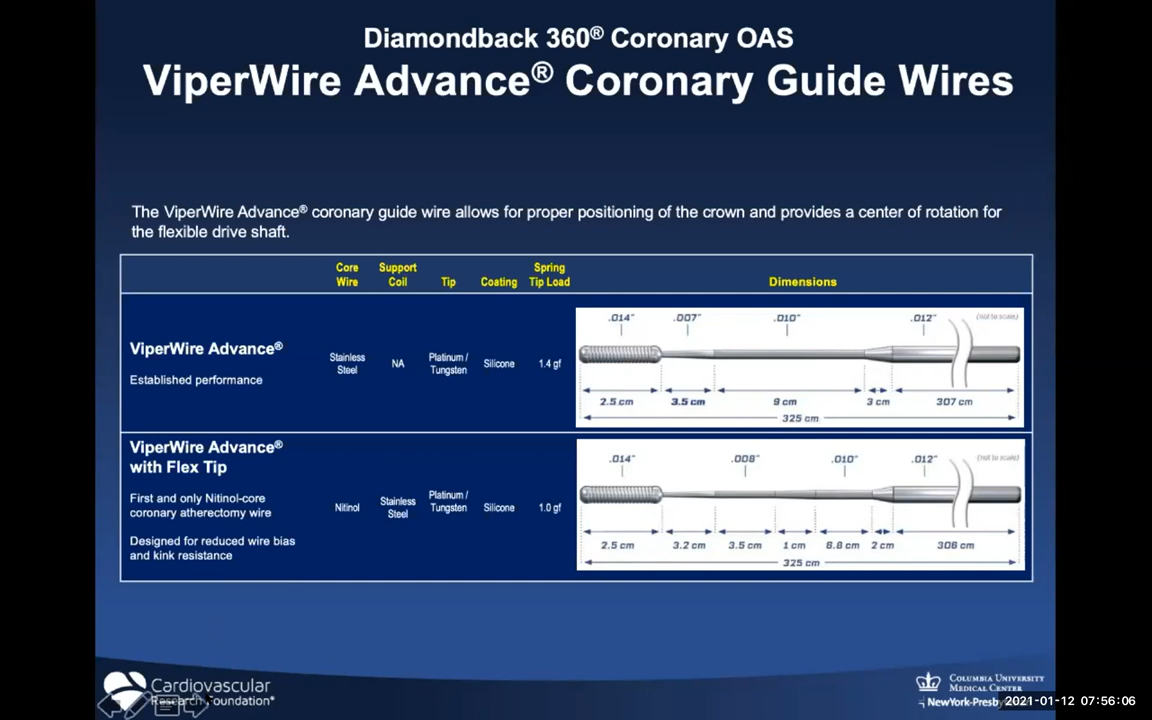 Diamondback 360® Coronary OAS
ViperWire Advance® Coronary Guide Wires
The ViperWire Advance® coronary guide wire allows for proper positioning of the crown and provides a center of rotation for
the flexible drive shaft.
Core Wire Support Coil Tip Coating Spring Tip Load Dimensions
ViperWire Advance®
Established performance
Stainless Steel NA Platinum / Tungsten Silicone 1.4 gf
.014" .007" .010" .012" (not to scale)
2.5 cm 3.5 cm 9 cm 3 cm 307 cm
325 cm
ViperWire Advance®
with Flex Tip
First and only Nitinol-core
coronary atherectomy wire
Designed for reduced wire bias
and kink resistance
Nitinol Stainless Steel Platinum / Tungsten Silicone 1.0 gf
.014" .008" .010" .012" (not to scale)
2.5 cm 3.2 cm 3.5 cm 1 cm 6.8 cm 2 cm 306 cm
325 cm
Cardiovascular
Research Foundation®
Columbia University
Medical Center
2021-01-12 07:56:06